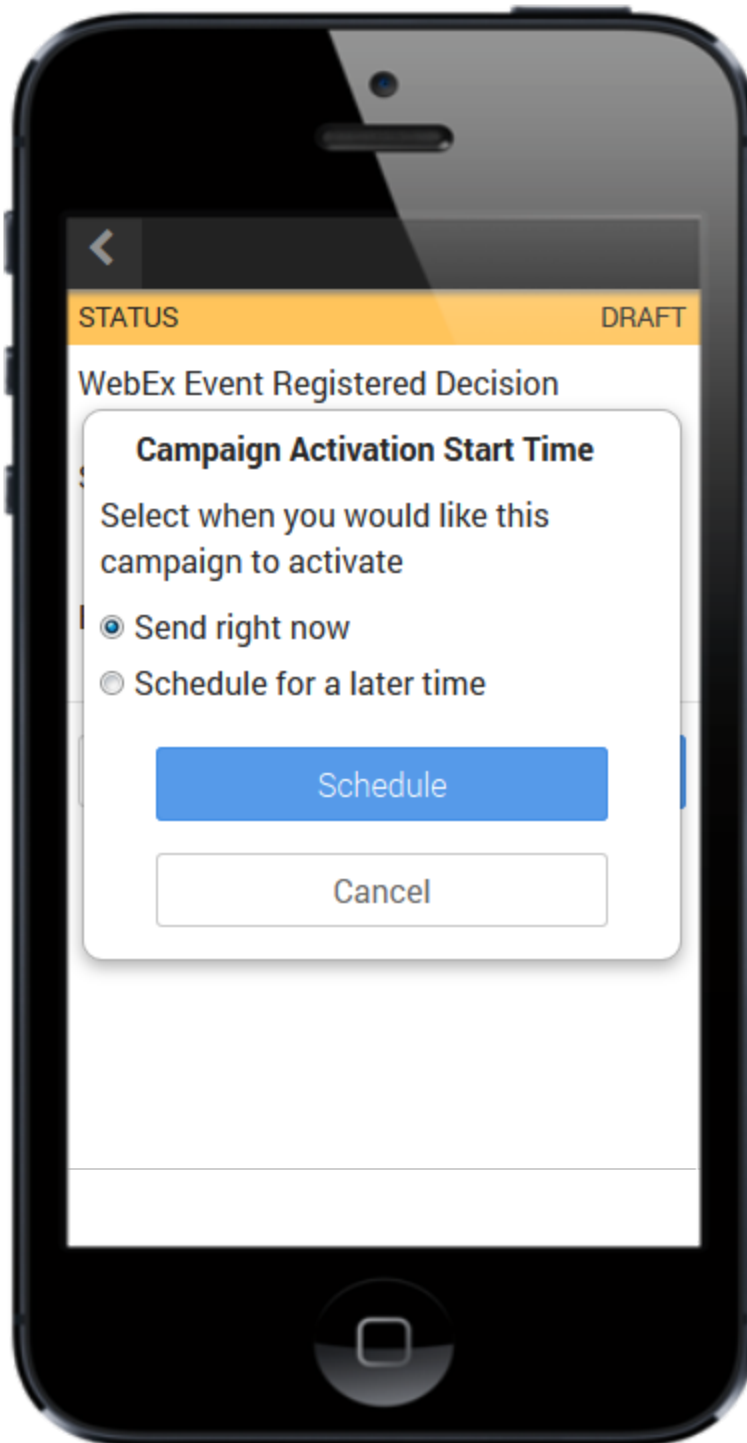 STATUS DRAFT
WebEx Event Registered Decision
Campaign Activation Start Time
Select when you would like this
campaign to activate
Send right now
Schedule for a later time
Schedule
Cancel